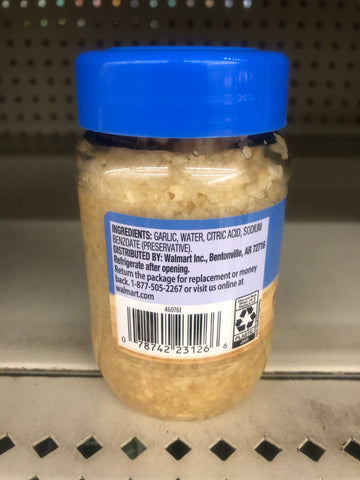 INGREDIENTS: GARLIC, WATER, CITRIC ACID, SODIUM
BENZOATE (PRESERVATIVE).
DISTRIBUTED BY: Walmart Inc., Bentonville, AR 72716
Refrigerate after opening.
Return the package for replacement or money
back. 1-877-505-2267 or visit us online at
walmart.com
460761
0 78742 23126 6